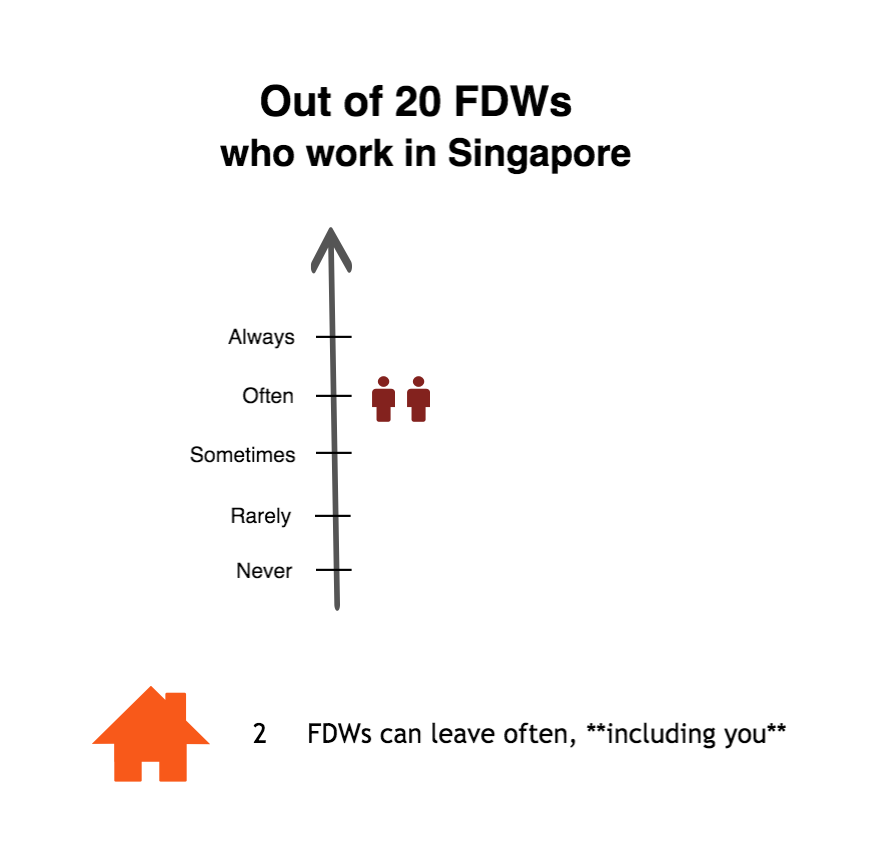 Out of 20 FDWs
who work in Singapore
Always
Often
Sometimes
Rarely
Never
2 FDWs can leave often, **including you**